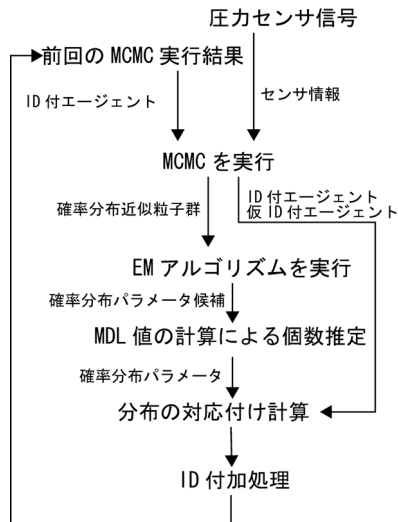 圧力センサ信号
前回の MCMC 実行結果
ID 付エージェント
センサ情報
MCMC を実行
確率分布近似粒子群
ID 付エージェント
仮 ID 付エージェント
EM アルゴリズムを実行
確率分布パラメータ候補
MDL 値の計算による個数推定
確率分布パラメータ
分布の対応付け計算
ID 付加処理